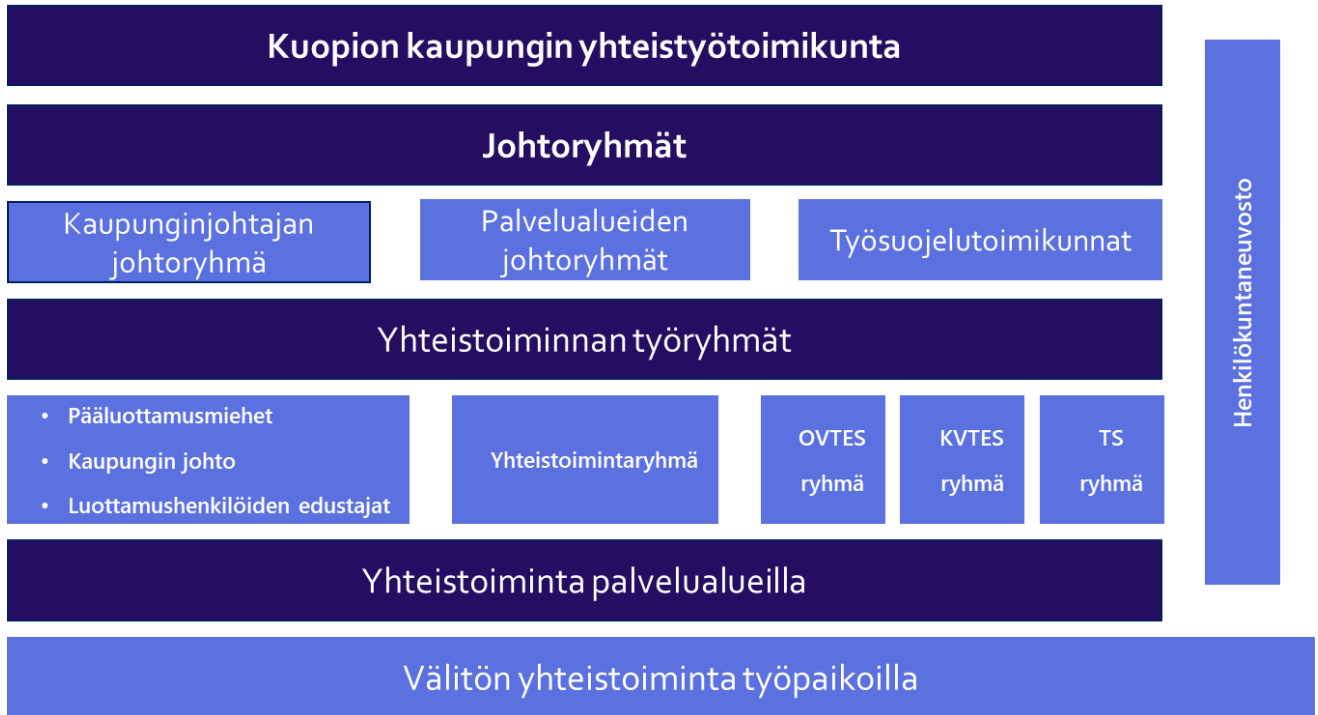 Kuopion kaupungin yhteistyötoimikunta
Johtoryhmät
Kaupunginjohtajan
johtoryhmä
Palvelualueiden
johtoryhmät
Työsuojelutoimikunnat
Yhteistoiminnan työryhmät
• Pääluottamusmiehet
• Kaupungin johto
• Luottamushenkilöiden edustajat
Yhteistoimintaryhmä
OVTES
ryhmä
KVTES
ryhmä
TS
ryhmä
Yhteistoiminta palvelualueilla
Välitön yhteistoiminta työpaikoilla
Henkilökuntaneuvosto